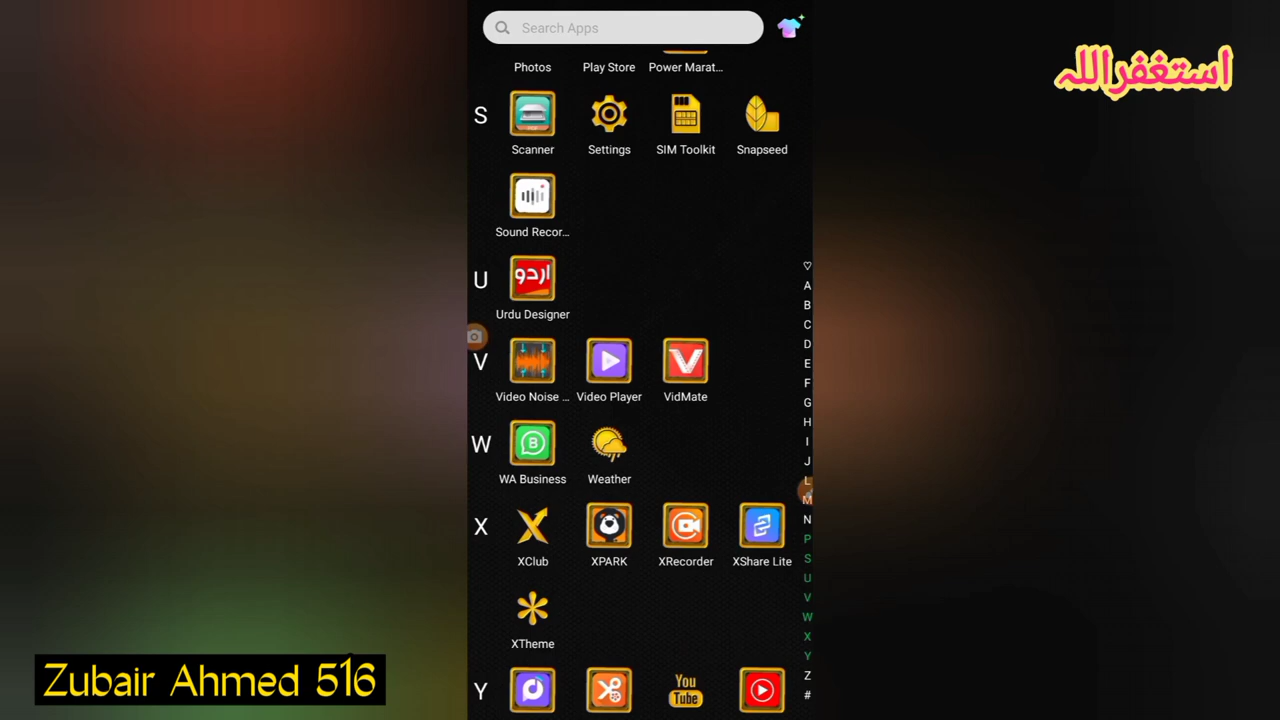 Search Apps
استغفراللہ
Photos Play Store Power Marat...
S
Scanner Settings SIM Toolkit Snapseed
Sound Recor...
U
اردو
Urdu Designer
V
Video Noise ... Video Player VidMate
W
B
WA Business Weather
X
XClub XPARK XRecorder XShare Lite
XTheme
Y
You
Tube
♡
A
B
C
D
E
F
G
H
I
J
L
M
N
P
S
U
V
W
X
Y
Z
#
Zubair Ahmed 516